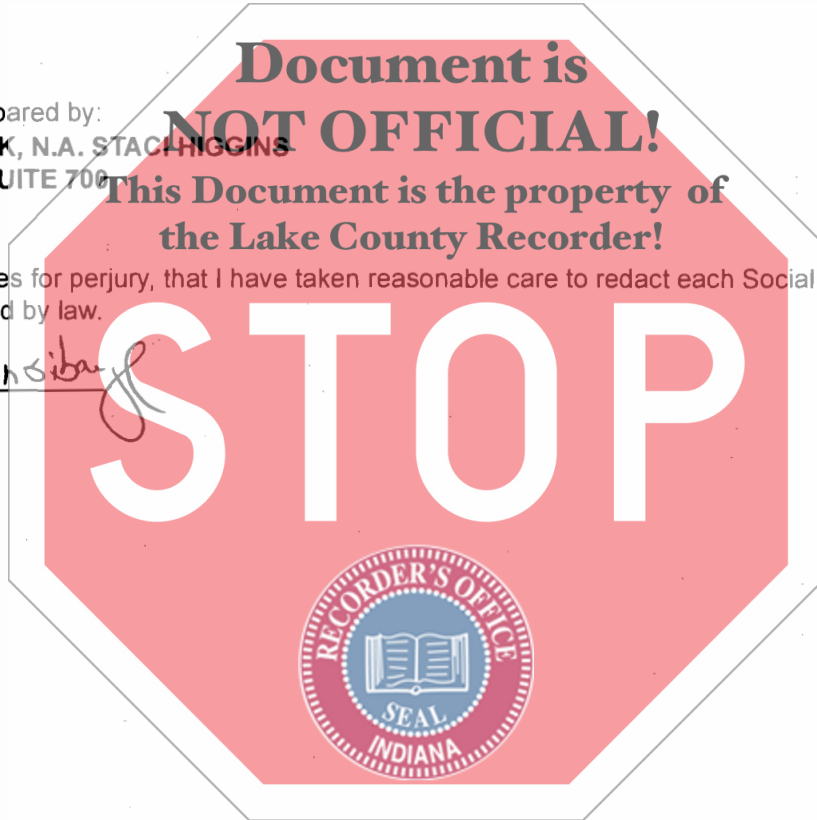 Document is
pared by:
NOT OFFICIAL!
K, N.A. STACI HIGGINS
UITE 700
This Document is the property of
the Lake County Recorder!
es for perjury, that I have taken reasonable care to redact each Social
d by law.
STOP
RECORDER'S OFFICE
SEAL
INDIANA